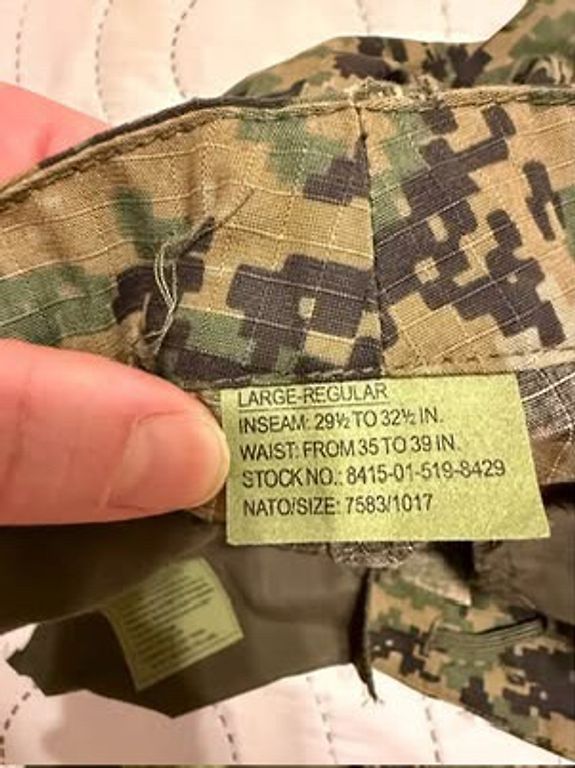 LARGE-REGULAR
INSEAM: 29½ TO 32½ IN.
WAIST: FROM 35 TO 39 IN.
STOCK NO.: 8415-01-519-8429
NATO/SIZE: 7583/1017